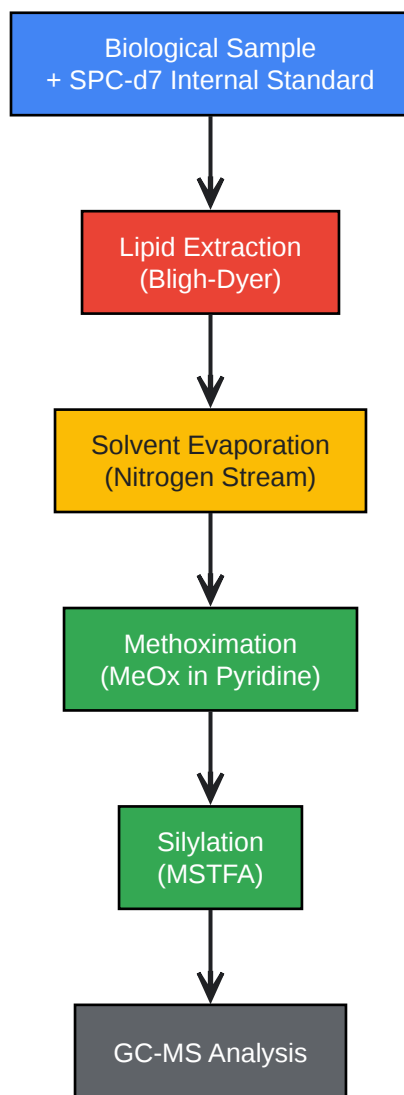 Biological Sample
+ SPC-d7 Internal Standard
Lipid Extraction
(Bligh-Dyer)
Solvent Evaporation
(Nitrogen Stream)
Methoximation
(MeOx in Pyridine)
Silylation
(MSTFA)
GC-MS Analysis